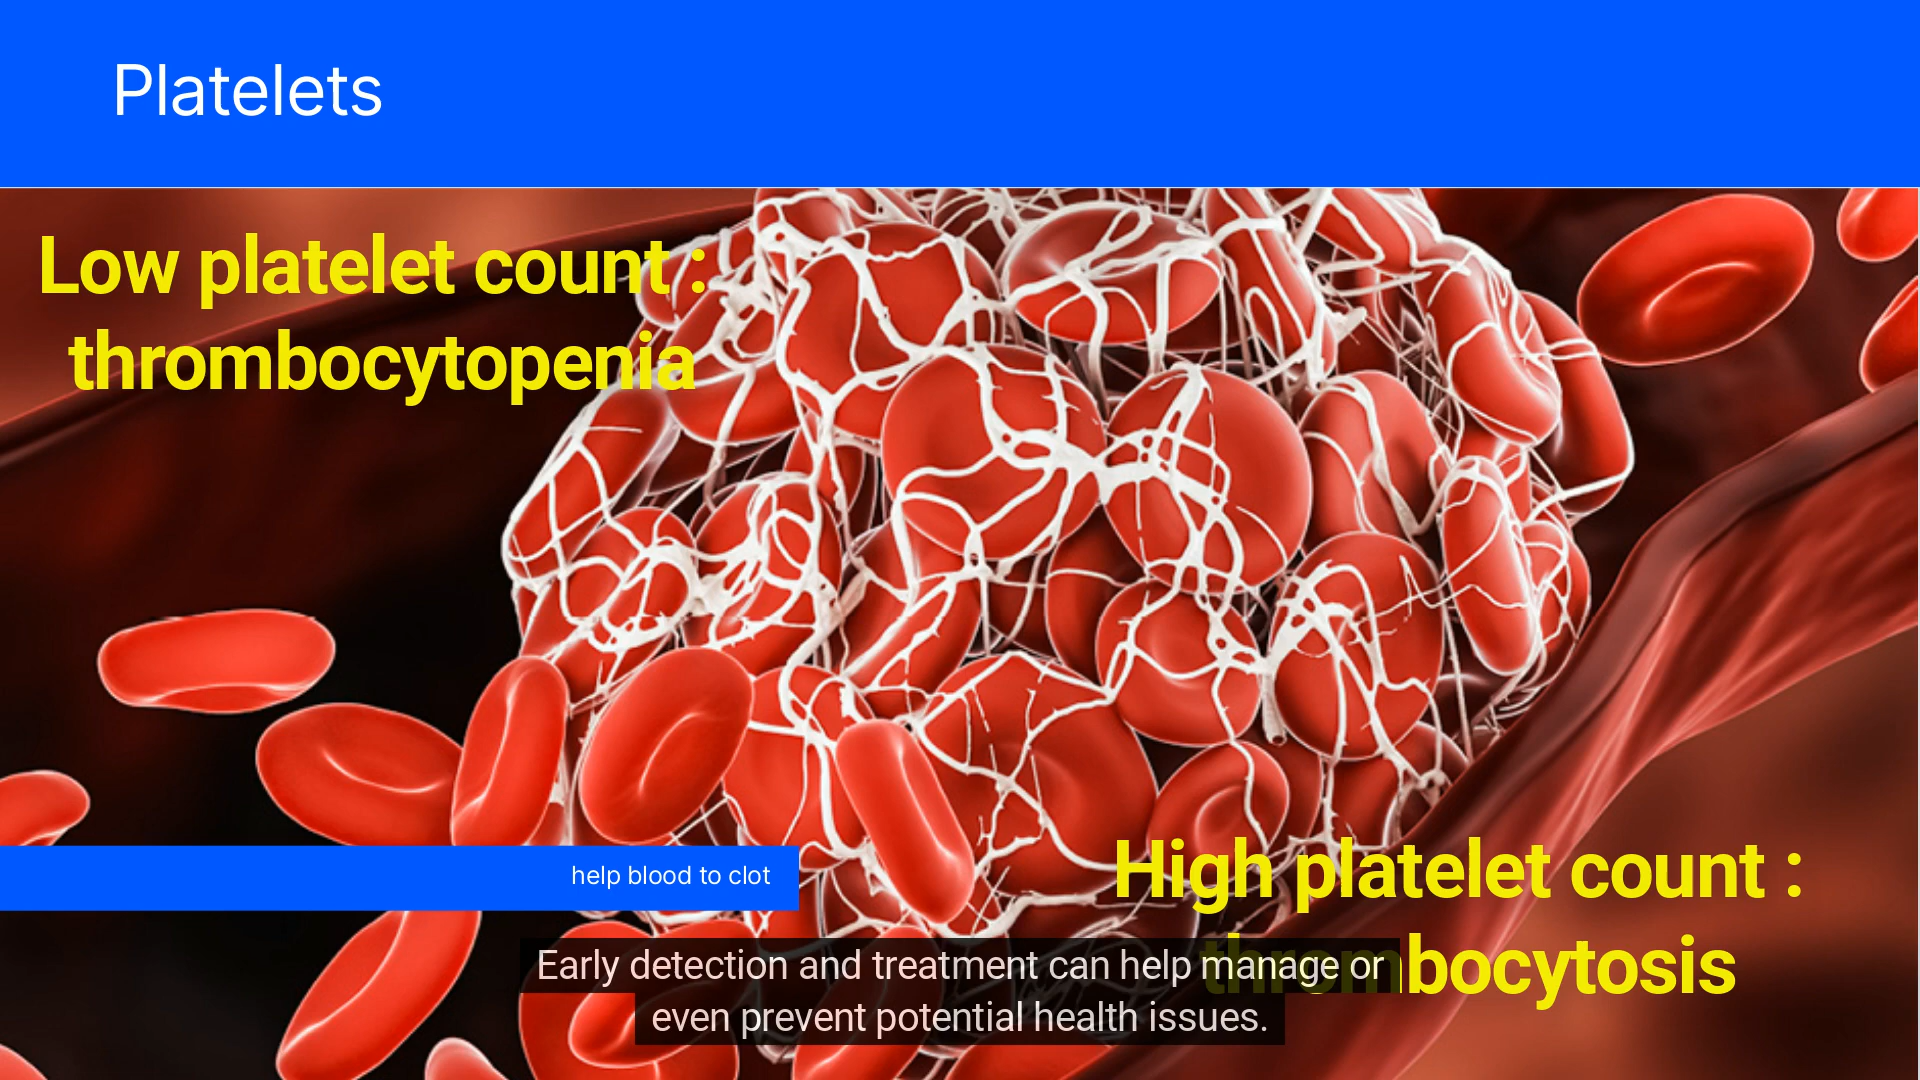 Platelets
Low platelet count :
thrombocytopenia
help blood to clot
High platelet count :
thrombocytosis
Early detection and treatment can help manage or
even prevent potential health issues.